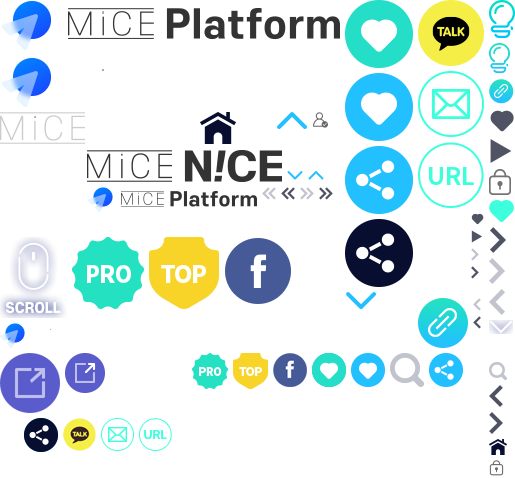 MiCE Platform
TALK
MiCE
MiCE N!CE
URL
MiCE Platform
PRO
TOP
f
SCROLL
PRO
TOP
f
TALK
URL